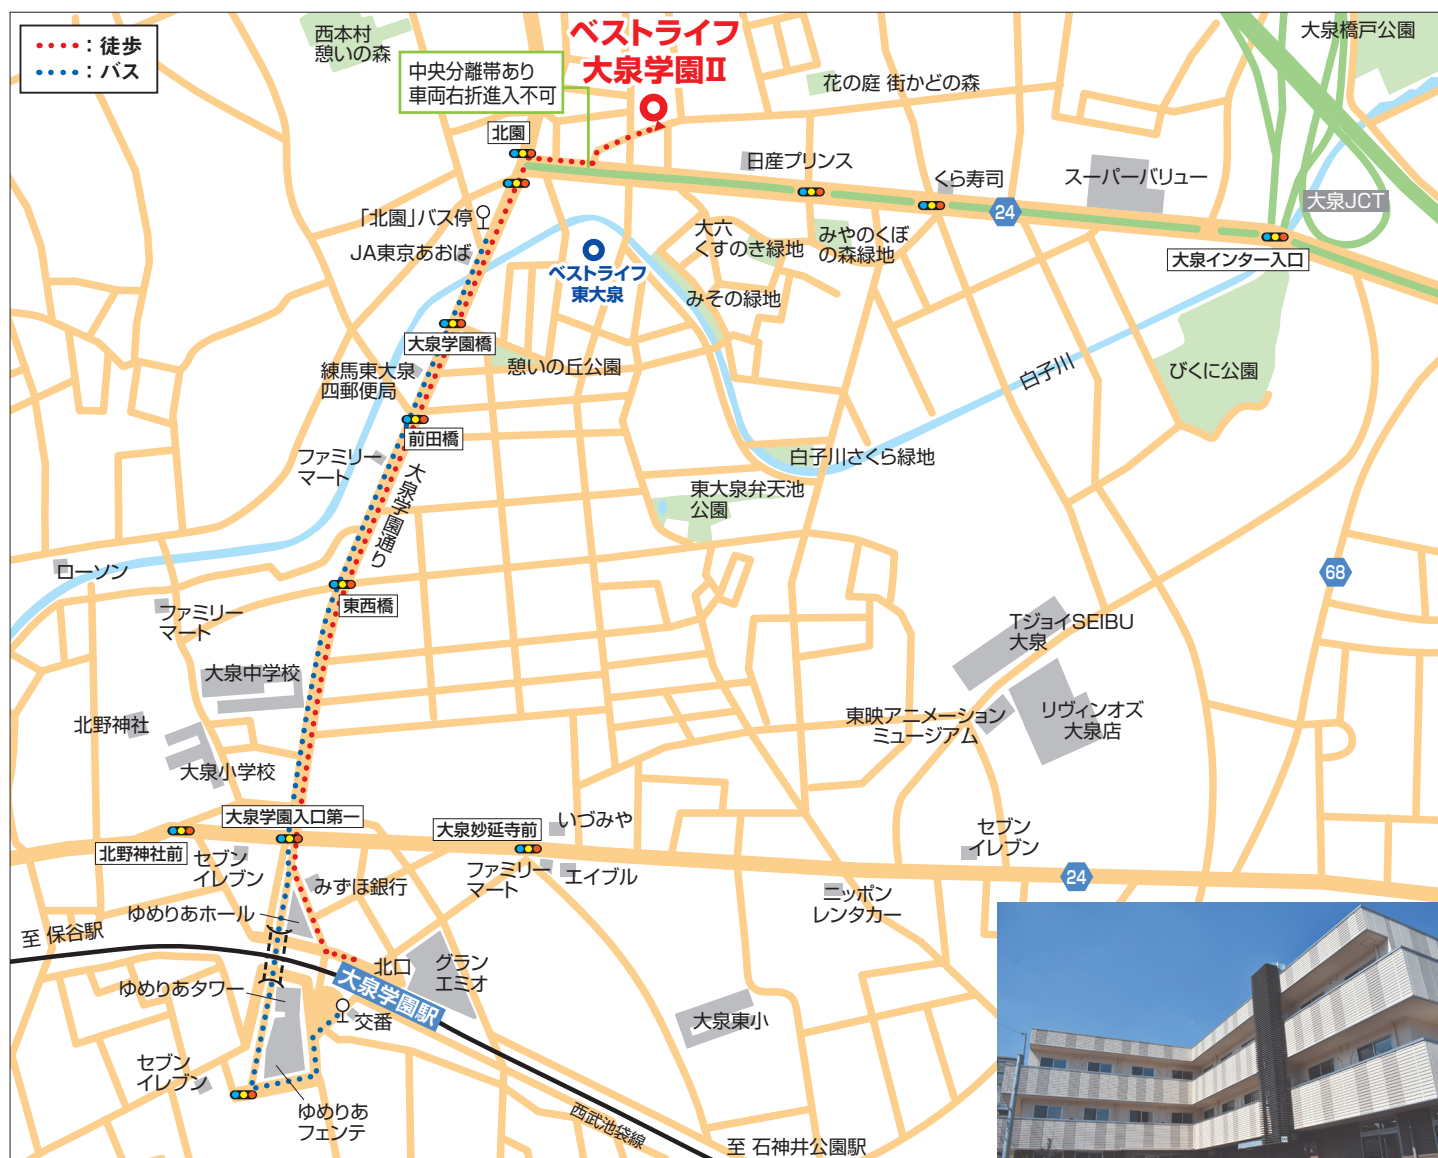 ：徒歩
：バス
西本村
憩いの森
ベストライフ
大泉学園Ⅱ
中央分離帯あり
車両右折進入不可
花の庭 街かどの森
大泉橋戸公園
北園
日産プリンス
くら寿司
スーパーバリュー
24
大泉JCT
「北園」バス停
JA東京あおば
ベストライフ
東大泉
大六
くすのき緑地
みやのくぼ
の森緑地
大泉インター入口
みその緑地
大泉学園橋
憩いの丘公園
練馬東大泉
四郵便局
白子川
びくに公園
前田橋
ファミリー
マート
大泉学園通り
白子川さくら緑地
東大泉弁天池
公園
ローソン
ファミリー
マート
東西橋
68
Tジョイ SEIBU
大泉
大泉中学校
北野神社
大泉小学校
東映アニメーション
ミュージアム
リヴィンオズ
大泉店
大泉学園入口第一
大泉妙延寺前
いづみや
北野神社前
セブン
イレブン
みずほ銀行
ファミリー
マート
エイブル
セブン
イレブン
24
ニッポン
レンタカー
ゆめりあホール
至 保谷駅
北口
グラン
エミオ
大泉学園駅
ゆめりあタワー
交番
大泉東小
セブン
イレブン
ゆめりあ
フェンテ
西武池袋線
至 石神井公園駅